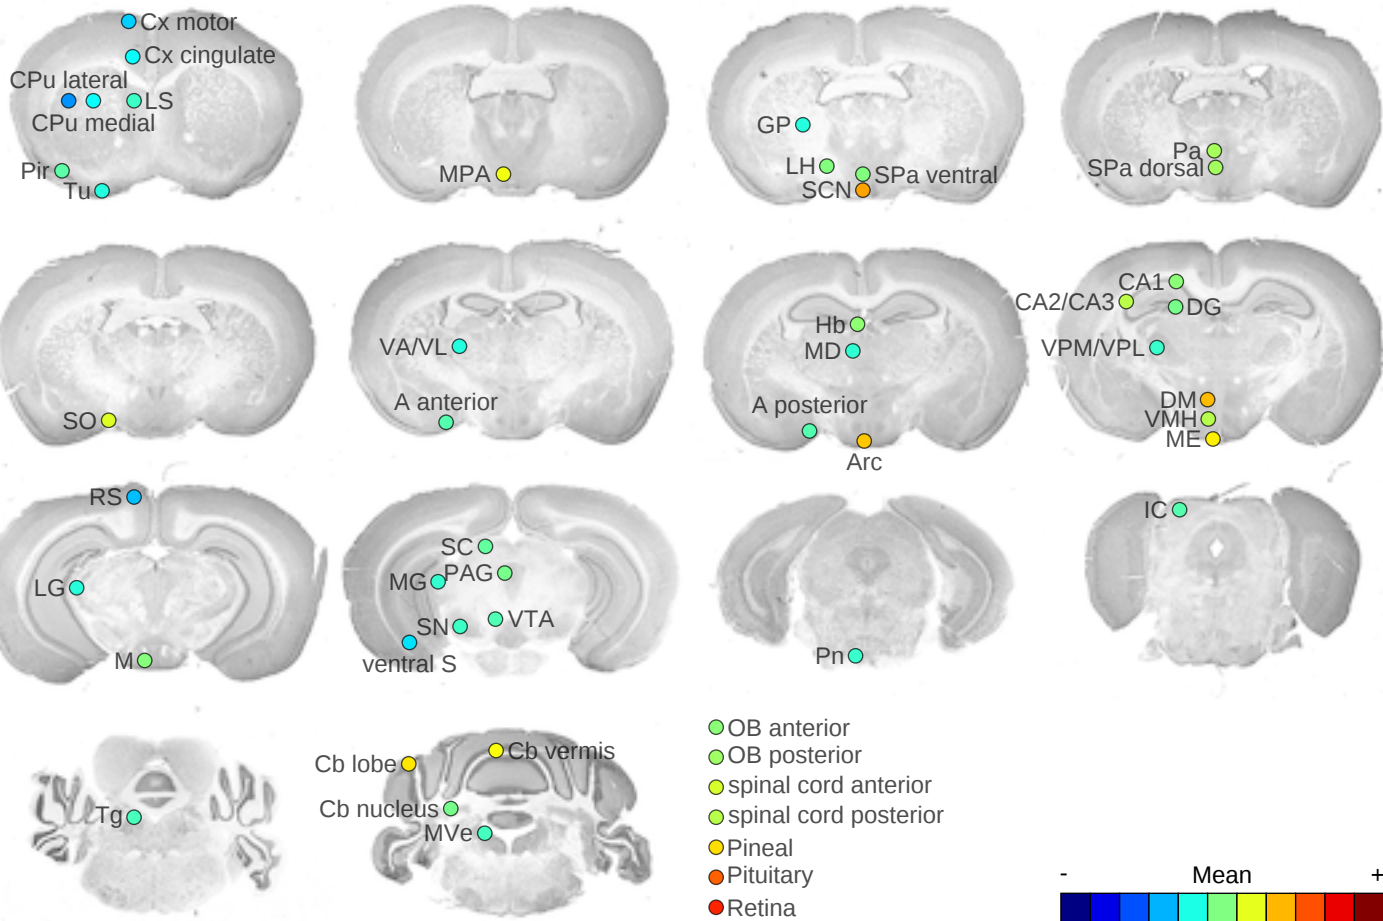 Cx motor
Cx cingulate
CPu lateral
LS
CPu medial
Pir
Tu
MPA
GP
LH
SPa ventral
SCN
Pa
SPa dorsal
SO
VA/VL
A anterior
Hb
MD
A posterior
Arc
CA1
CA2/CA3
DG
VPM/VPL
DM
VMH
ME
RS
LG
M
SC
PAG
MG
VTA
SN
ventral S
Pn
IC
Tg
Cb lobe
Cb vermis
Cb nucleus
MVe
OB anterior
OB posterior
spinal cord anterior
spinal cord posterior
Pineal
Pituitary
Retina
- Mean +